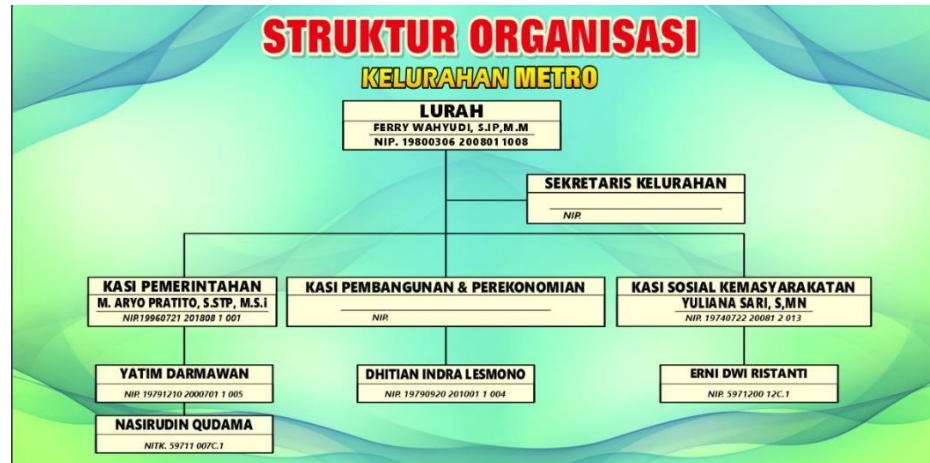 STRUKTUR ORGANISASI
KELURAHAN METRO
LURAH
FERRY WAHYUDI, S.IP,M.M
NIP. 19800306 200801 1008
SEKRETARIS KELURAHAN
NIP.
KASI PEMERINTAHAN
M. ARYO PRATITO, S.STP, M.S.i
NIP.19960721 201808 1 001
KASI PEMBANGUNAN & PEREKONOMIAN
NIP.
KASI SOSIAL KEMASYARAKATAN
YULIANA SARI, S,MN
NIP. 19740722 20081 2 013
YATIM DARMAWAN
NIP. 19791210 2000701 1 005
DHITIAN INDRA LESMONO
NIP. 19790920 201001 1 004
ERNI DWI RISTANTI
NIP. 5971200 12C.1
NASIRUDIN QUDAMA
NITK. 59711 007C.1